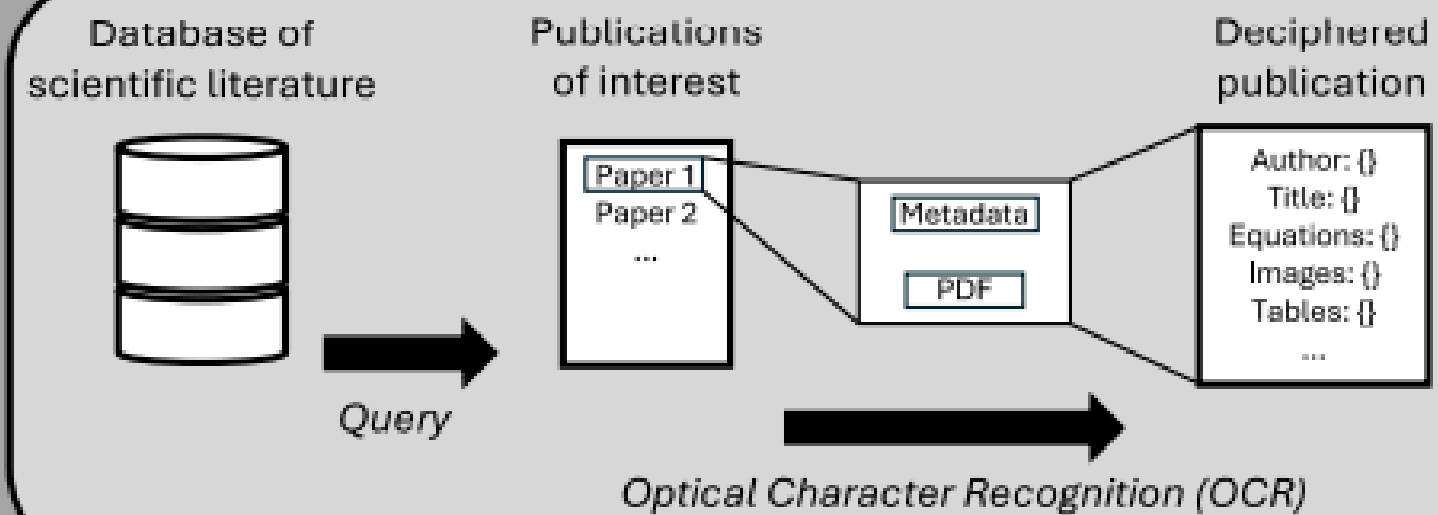 Database of
scientific literature
Query
Publications
of interest
Paper 1
Paper 2
...
Metadata
PDF
Optical Character Recognition (OCR)
Deciphered
publication
Author: {}
Title: {}
Equations: {}
Images: {}
Tables: {}
...